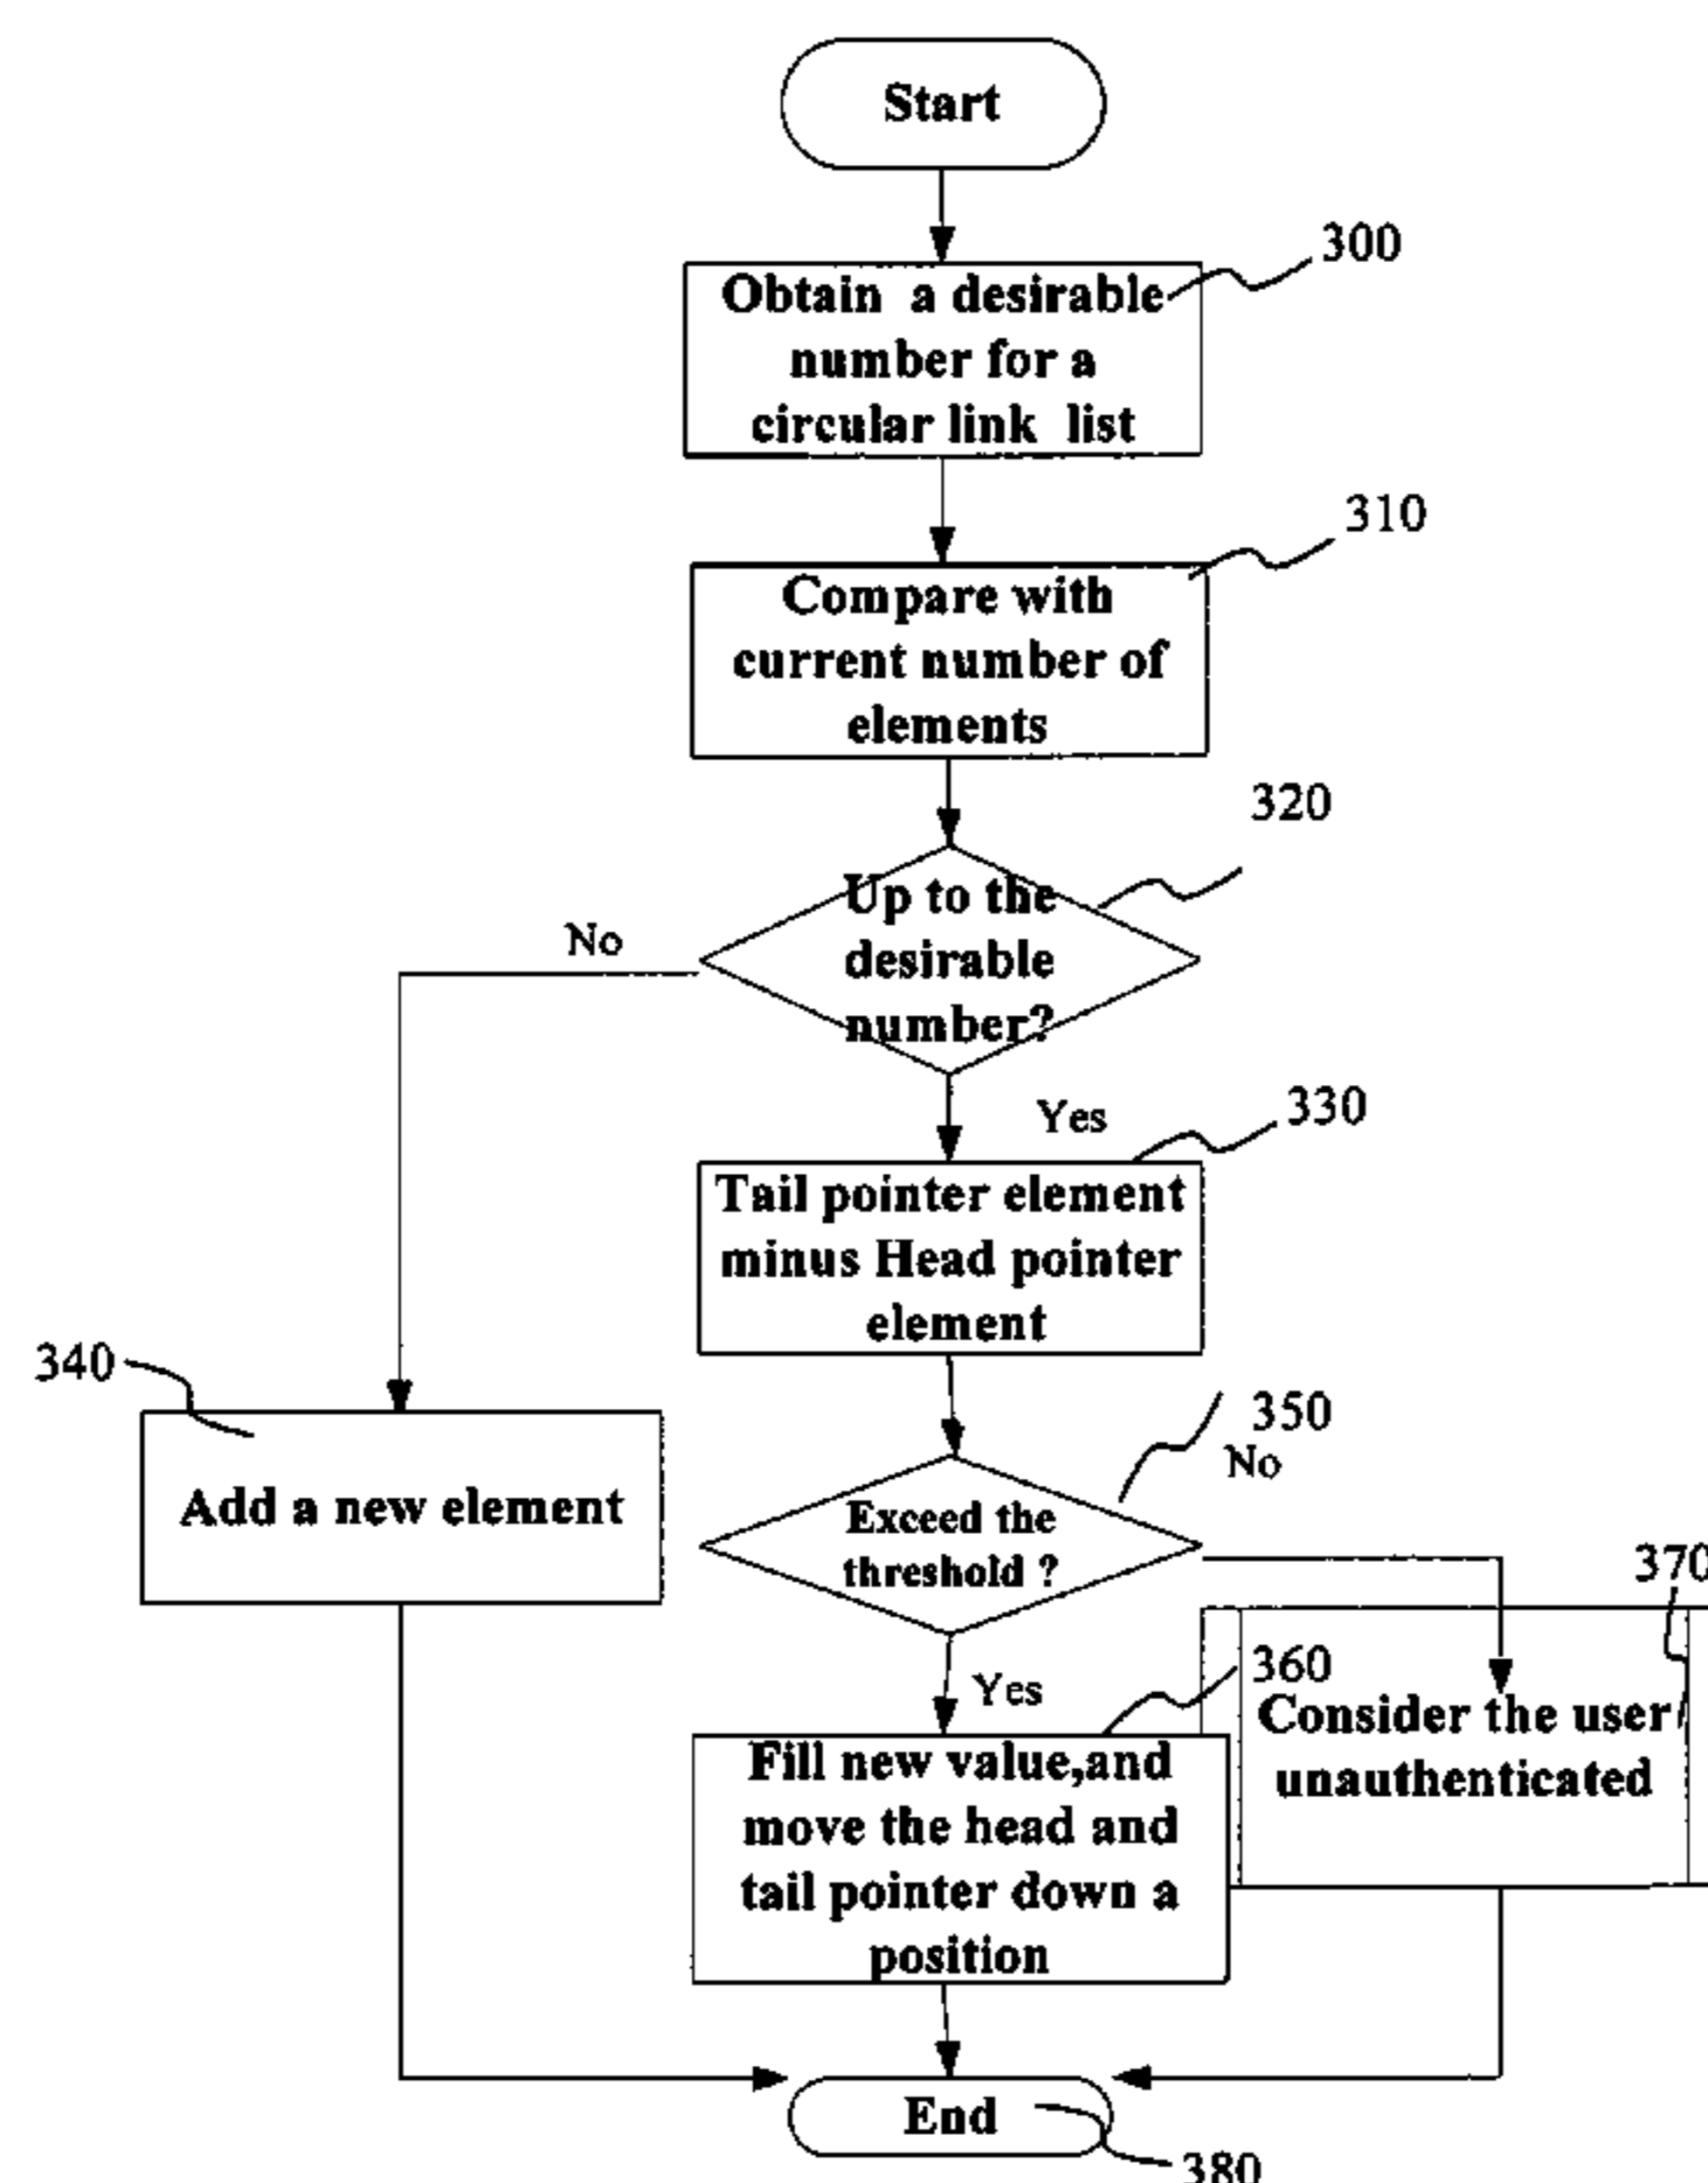 Start
300
Obtain a desirable
number for a
circular link list
310
Compare with
current number of
elements
320
Up to the
desirable
number?
No
Yes
330
Tail pointer element
minus Head pointer
element
340
Add a new element
350
No
Exceed the
threshold ?
370
Yes
360
Consider the user
unauthenticated
Fill new value,and
move the head and
tail pointer down a
position
End
380